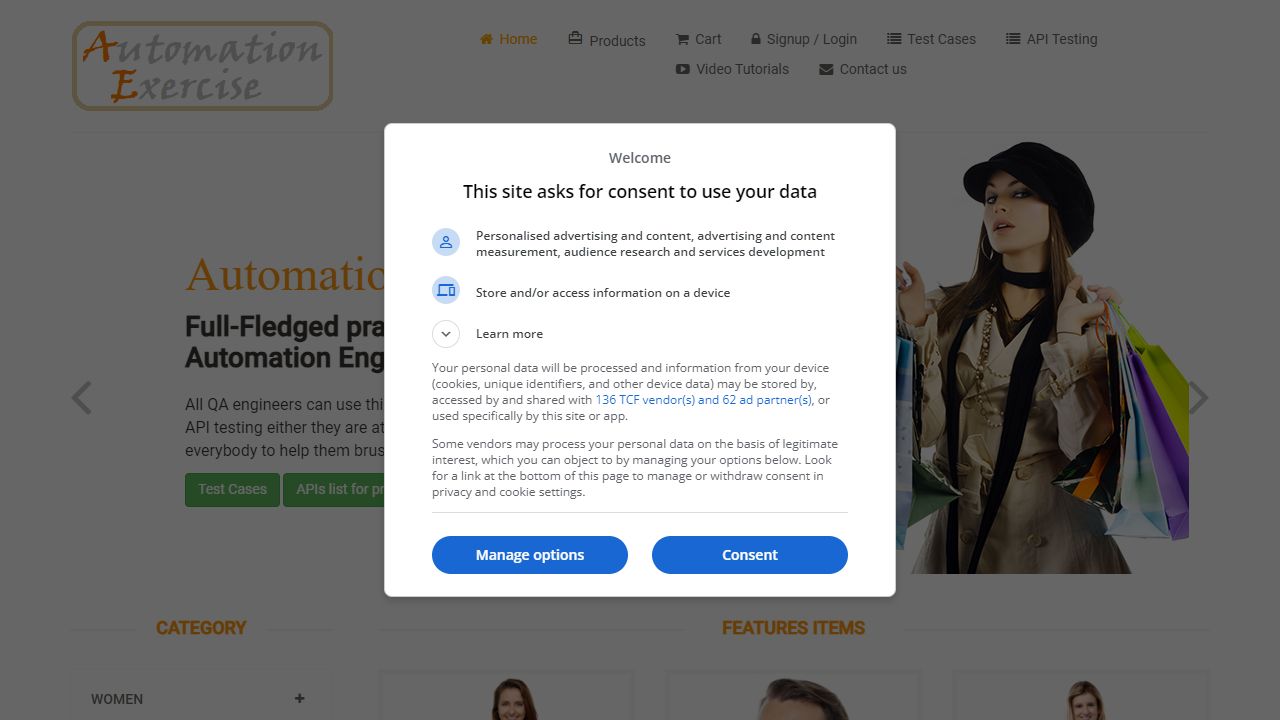 Automation
Exercise
Home
Products
Cart
Signup / Login
Test Cases
API Testing
Video Tutorials
Contact us
Welcome
This site asks for consent to use your data
Personalised advertising and content, advertising and content
measurement, audience research and services development
Store and/or access information on a device
Learn more
Your personal data will be processed and information from your device
(cookies, unique identifiers, and other device data) may be stored by,
accessed by and shared with 136 TCF vendor(s) and 62 ad partner(s), or
used specifically by this site or app.
Some vendors may process your personal data on the basis of legitimate
interest, which you can object to by managing your options below. Look
for a link at the bottom of this page to manage or withdraw consent in
privacy and cookie settings.
Manage options
Consent
Automatio
Full-Fledged pra
Automation Eng
All QA engineers can use thi
API testing either they are at
everybody to help them brus
Test Cases
APIs list for pr
CATEGORY
FEATURES ITEMS
WOMEN